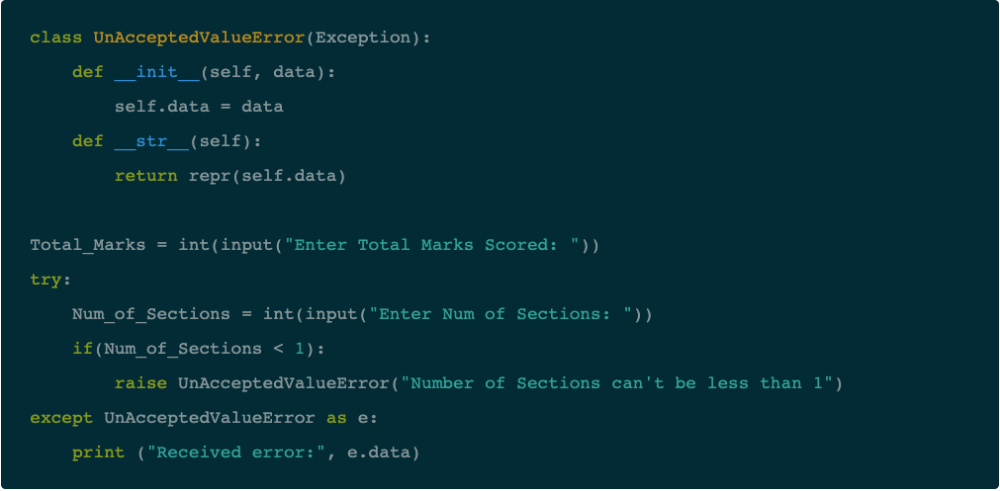 class UnAcceptedValueError(Exception):
    def __init__(self, data):
        self.data = data
    def __str__(self):
        return repr(self.data)

Total_Marks = int(input("Enter Total Marks Scored: "))
try:
    Num_of_Sections = int(input("Enter Num of Sections: "))
    if(Num_of_Sections < 1):
        raise UnAcceptedValueError("Number of Sections can't be less than 1")
except UnAcceptedValueError as e:
    print ("Received error:", e.data)